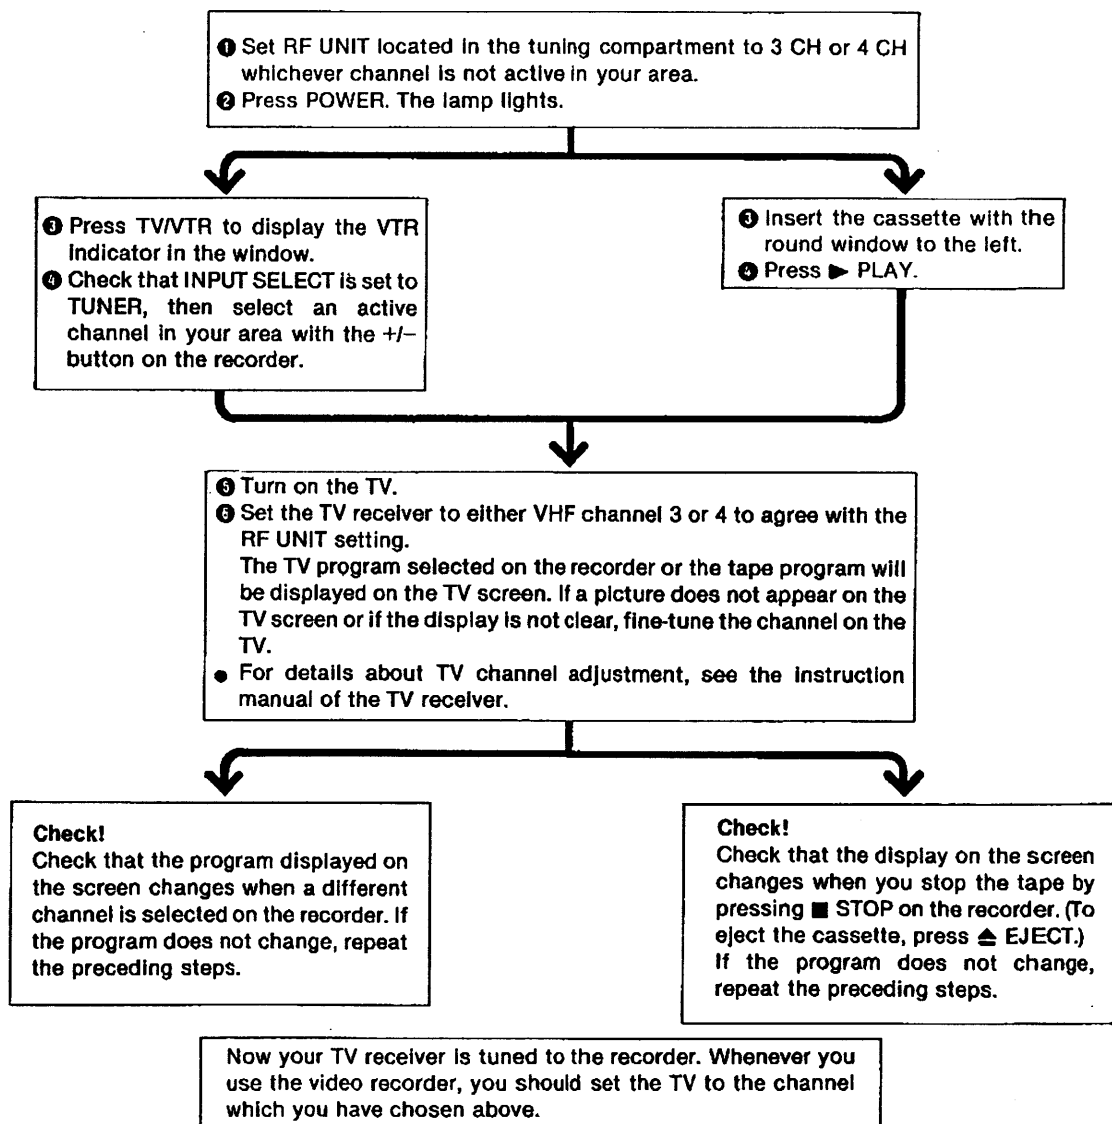 ❶ Set RF UNIT located in the tuning compartment to 3 CH or 4 CH
whichever channel is not active in your area.
❷ Press POWER. The lamp lights.
❸ Press TV/VTR to display the VTR
indicator in the window.
❹ Check that INPUT SELECT is set to
TUNER, then select an active
channel in your area with the +/–
button on the recorder.
❸ Insert the cassette with the
round window to the left.
❹ Press ▶ PLAY.
❺ Turn on the TV.
❻ Set the TV receiver to either VHF channel 3 or 4 to agree with the
RF UNIT setting.
The TV program selected on the recorder or the tape program will
be displayed on the TV screen. If a picture does not appear on the
TV screen or if the display is not clear, fine-tune the channel on the
TV.
● For details about TV channel adjustment, see the instruction
manual of the TV receiver.
Check!
Check that the program displayed on
the screen changes when a different
channel is selected on the recorder. If
the program does not change, repeat
the preceding steps.
Check!
Check that the display on the screen
changes when you stop the tape by
pressing ■ STOP on the recorder. (To
eject the cassette, press ⏏ EJECT.)
If the program does not change,
repeat the preceding steps.
Now your TV receiver is tuned to the recorder. Whenever you
use the video recorder, you should set the TV to the channel
which you have chosen above.